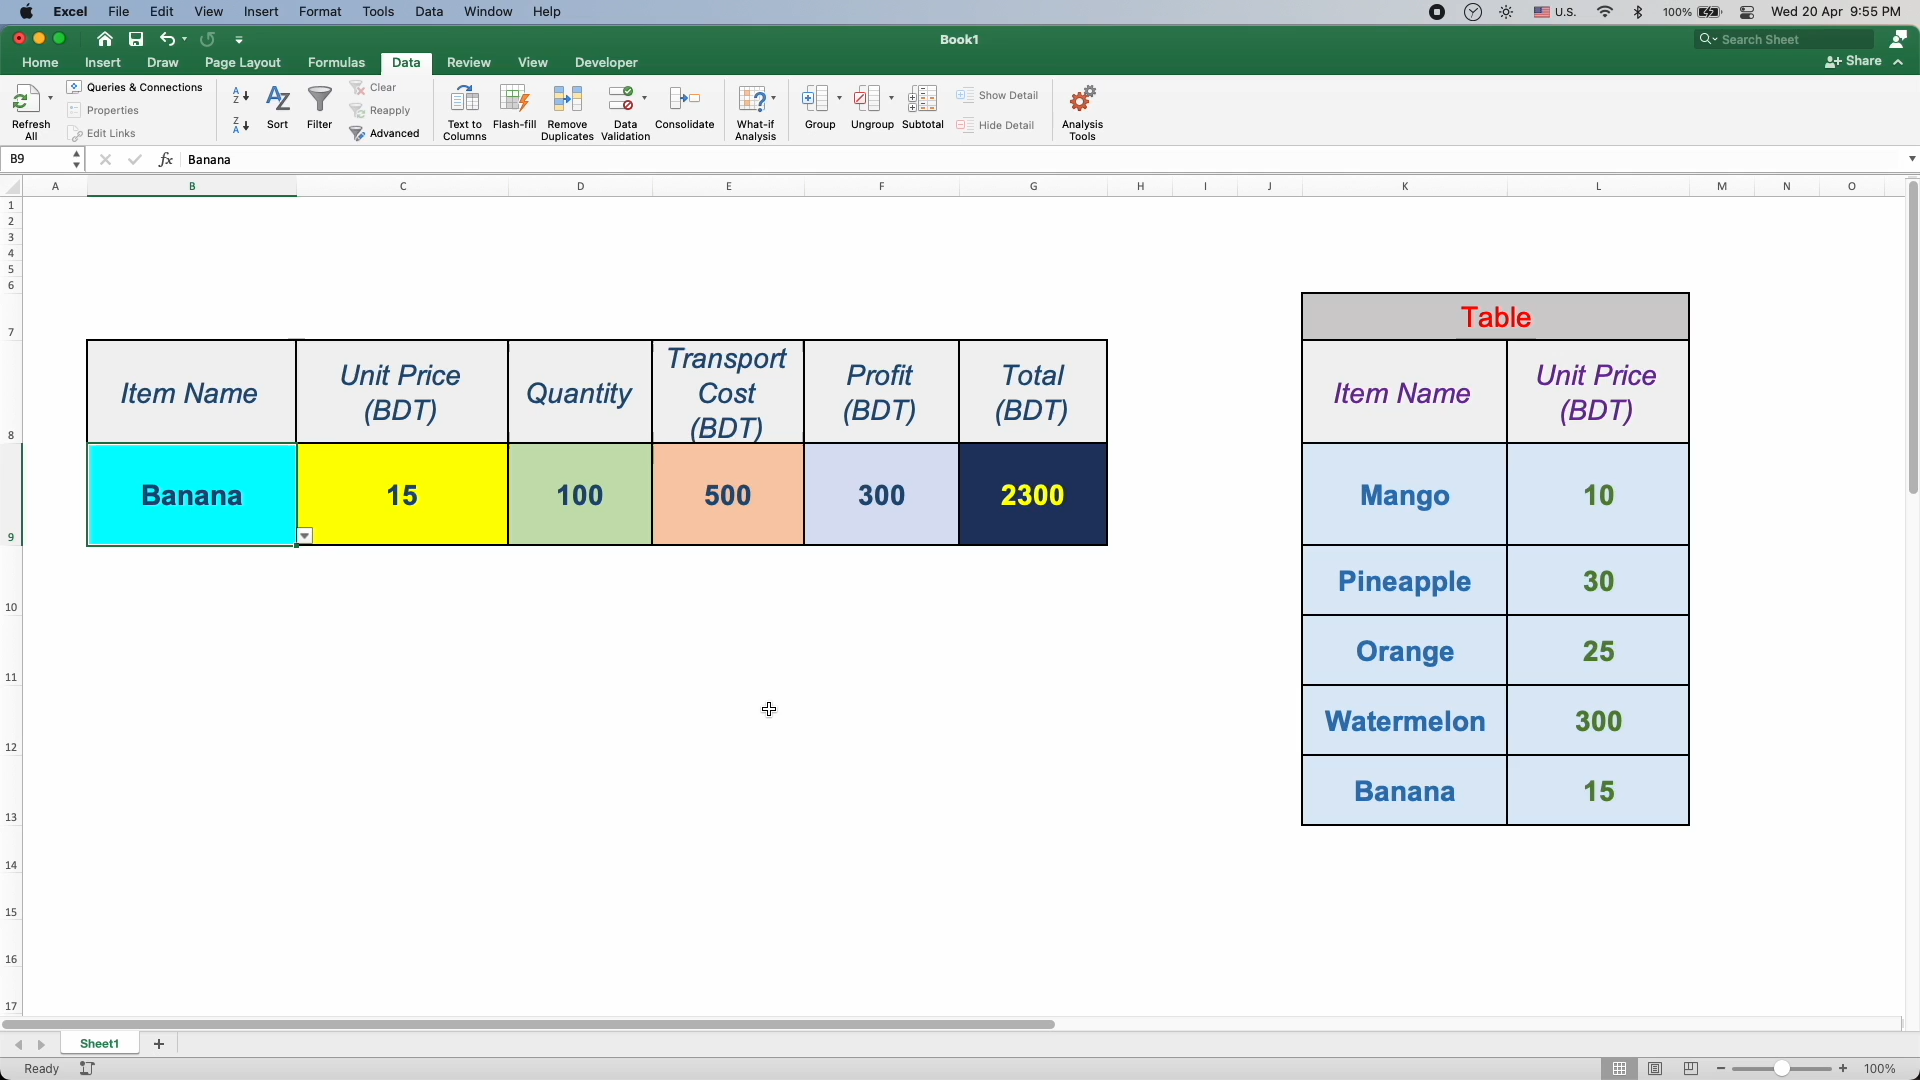 Excel File Edit View Insert Format Tools Data Window Help U.S. 100% Wed 20 Apr 9:55 PM
Book1 Search Sheet
Home Insert Draw Page Layout Formulas Data Review View Developer Share
Refresh All
Queries & Connections
Properties
Edit Links
Sort
Filter
Clear
Reapply
Advanced
Text to Columns
Flash-fill
Remove Duplicates
Data Validation
Consolidate
What-if Analysis
Group
Ungroup
Subtotal
Show Detail
Hide Detail
Analysis Tools
B9 fx Banana
A B C D E F G H I J K L M N O
1
2
3
4
5
6
7 Table
8 Item Name Unit Price (BDT) Quantity Transport Cost (BDT) Profit (BDT) Total (BDT) Item Name Unit Price (BDT)
9 Banana 15 100 500 300 2300 Mango 10
10 Pineapple 30
11 Orange 25
12 Watermelon 300
13 Banana 15
14
15
16
17
Sheet1 +
Ready 100%